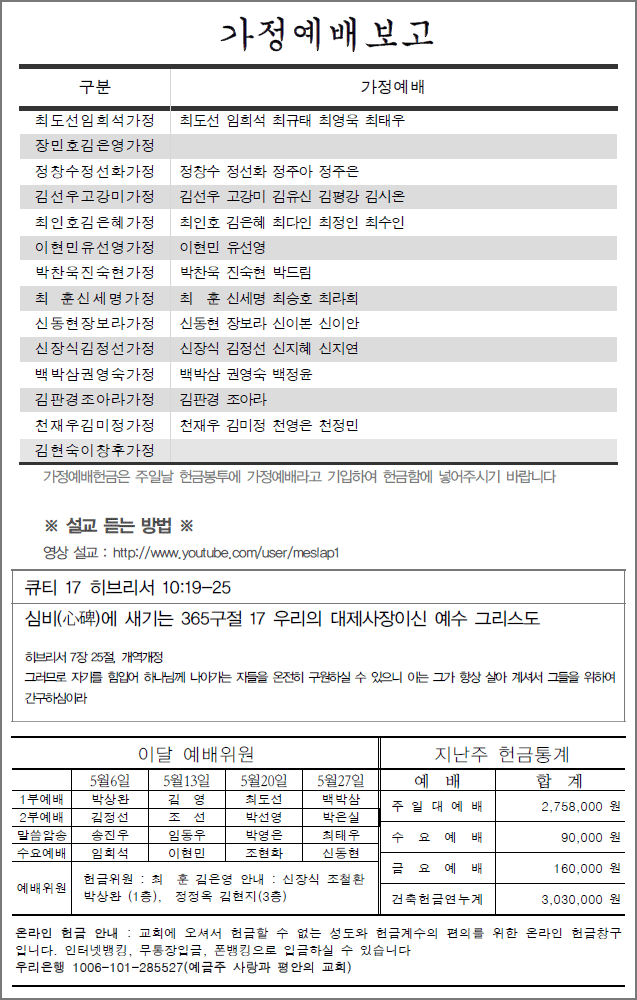 가정예배보고
구분 가정예배
최도선임희석가정 최도선 임희석 최규태 최영욱 최태우
장민호김은영가정
정창수정선화가정 정창수 정선화 정주아 정주은
김선우고강미가정 김선우 고강미 김유신 김평강 김시온
최인호김은혜가정 최인호 김은혜 최다인 최정인 최수인
이현민유선영가정 이현민 유선영
박찬욱진숙현가정 박찬욱 진숙현 박드림
최 훈신세명가정 최 훈 신세명 최승호 최라희
신동현장보라가정 신동현 장보라 신이본 신이안
신장식김정선가정 신장식 김정선 신지혜 신지연
백박삼권영숙가정 백박삼 권영숙 백정윤
김판경조아라가정 김판경 조아라
천재우김미정가정 천재우 김미정 천영은 천정민
김현숙이창후가정
가정예배헌금은 주일날 헌금봉투에 가정예배라고 기입하여 헌금함에 넣어주시기 바랍니다
※ 설교 듣는 방법 ※
영상 설교 : http://www.youtube.com/user/meslap1
큐티 17 히브리서 10:19-25
심비(心碑)에 새기는 365구절 17 우리의 대제사장이신 예수 그리스도
히브리서 7장 25절, 개역개정
그러므로 자기를 힘입어 하나님께 나아가는 자들을 온전히 구원하실 수 있으니 이는 그가 항상 살아 계셔서 그들을 위하여
간구하심이라
이달 예배위원
5월6일 5월13일 5월20일 5월27일
1부예배 박상완 김 영 최도선 백박삼
2부예배 김정선 조 선 박선영 박은실
말씀암송 송진우 임동우 박영은 최태우
수요예배 임희석 이현민 조현화 신동현
예배위원 헌금위원 : 최 훈 김은영 안내 : 신장식 조철환
박상완 (1층), 정정옥 김현지(3층)
지난주 헌금통계
예 배 합 계
주 일 대 예 배 2,758,000 원
수 요 예 배 90,000 원
금 요 예 배 160,000 원
건축헌금연누계 3,030,000 원
온라인 헌금 안내 : 교회에 오셔서 헌금할 수 없는 성도와 헌금계수의 편의를 위한 온라인 헌금창구
입니다. 인터넷뱅킹, 무통장입금, 폰뱅킹으로 입금하실 수 있습니다
우리은행 1006-101-285527(예금주 사랑과 평안의 교회)